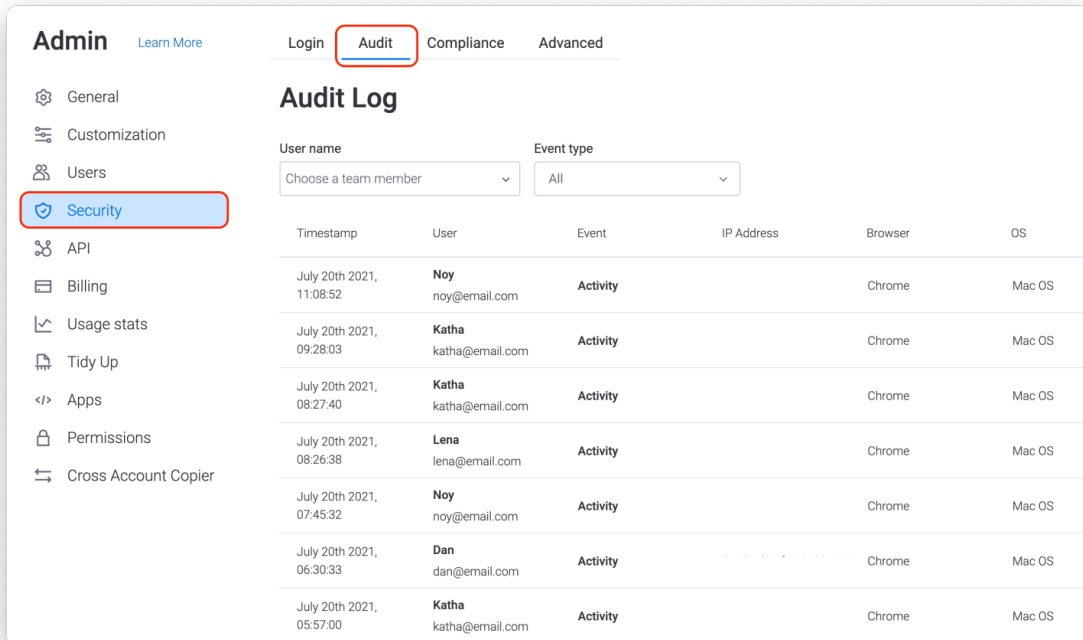 Admin Learn More
General
Customization
Users
Security
API
Billing
Usage stats
Tidy Up
Apps
Permissions
Cross Account Copier
Login Audit Compliance Advanced
Audit Log
User name Event type
Choose a team member All
Timestamp User Event IP Address Browser OS
July 20th 2021, Noy
11:08:52 noy@email.com Activity Chrome Mac OS
July 20th 2021, Katha
09:28:03 katha@email.com Activity Chrome Mac OS
July 20th 2021, Katha
08:27:40 katha@email.com Activity Chrome Mac OS
July 20th 2021, Lena
08:26:38 lena@email.com Activity Chrome Mac OS
July 20th 2021, Noy
07:45:32 noy@email.com Activity Chrome Mac OS
July 20th 2021, Dan
06:30:33 dan@email.com Activity Chrome Mac OS
July 20th 2021, Katha
05:57:00 katha@email.com Activity Chrome Mac OS